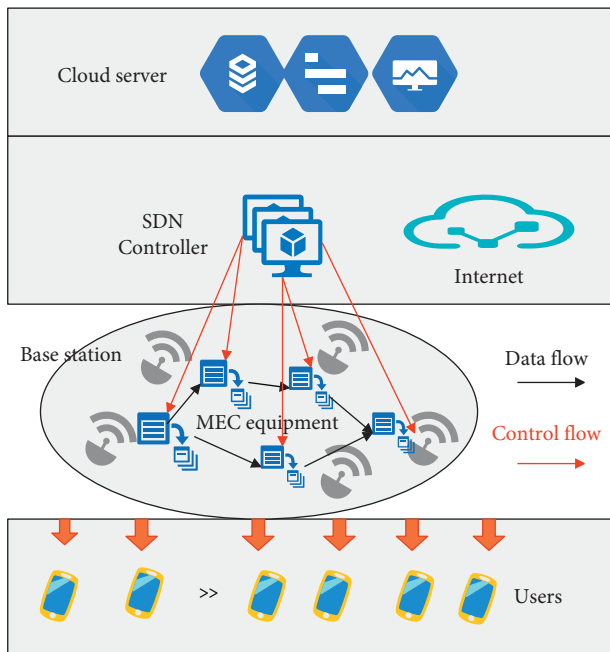 Cloud server
SDN
Controller
Internet
Base station
Data flow
MEC equipment
Control flow
>>
Users